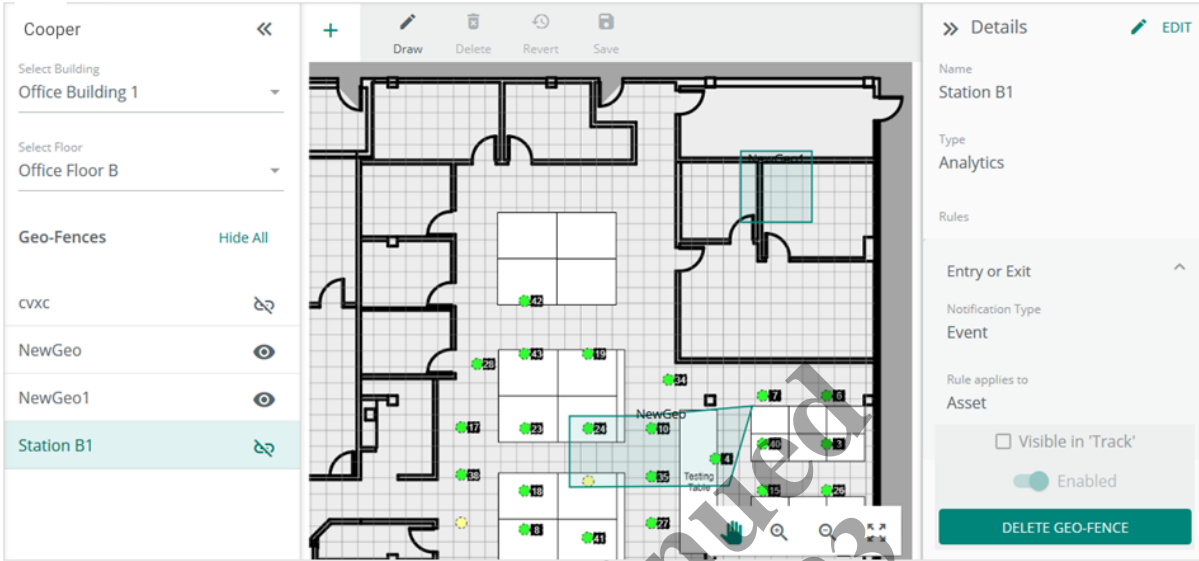 Cooper
Select Building
Office Building 1
Select Floor
Office Floor B
Geo-Fences
Hide All
cvxc
NewGeo
NewGeo1
Station B1
Draw
Delete
Revert
Save
NewGeo1
42
43
19
28
34
7
6
NewGeo
17
23
24
10
40
3
4
38
35
Testing
Table
18
15
26
8
41
27
Details
EDIT
Name
Station B1
Type
Analytics
Rules
Entry or Exit
Notification Type
Event
Rule applies to
Asset
Visible in 'Track'
Enabled
DELETE GEO-FENCE